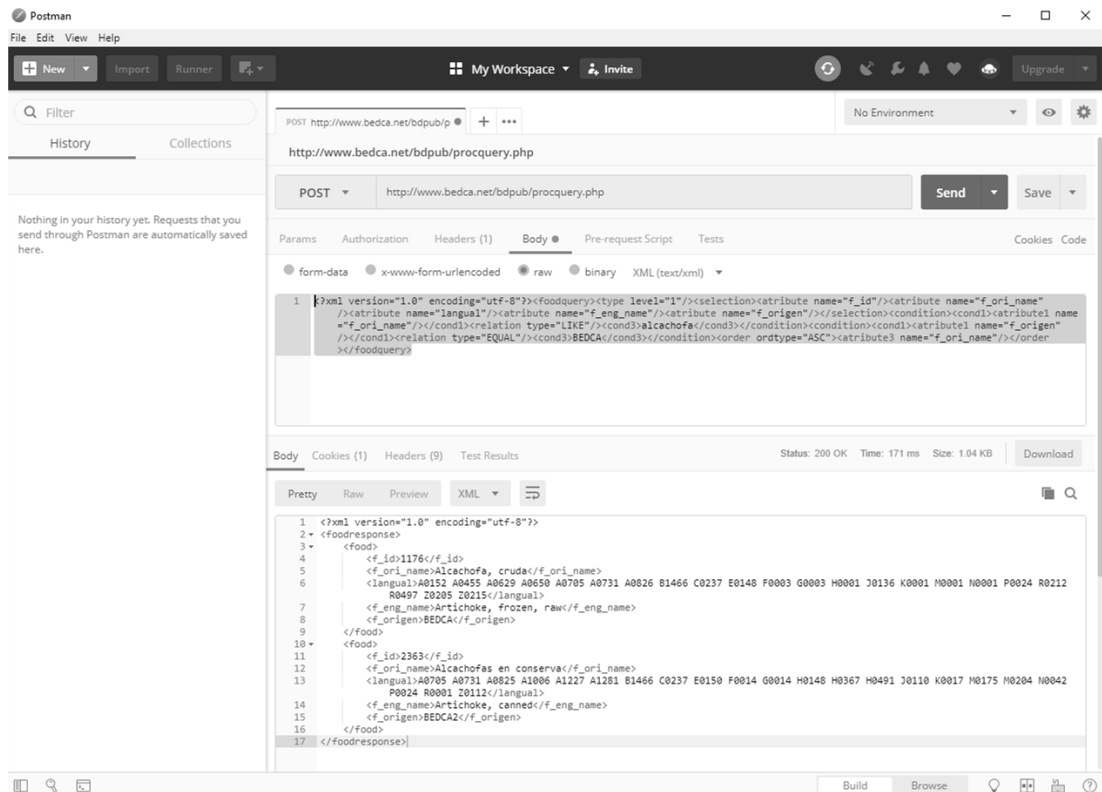 Postman
File Edit View Help
New Import Runner My Workspace Invite Upgrade
Filter
History Collections
Nothing in your history yet. Requests that you
send through Postman are automatically saved
here.
POST http://www.bedca.net/bdpub/p
No Environment
http://www.bedca.net/bdpub/procquery.php
POST http://www.bedca.net/bdpub/procquery.php Send Save
Params Authorization Headers (1) Body Pre-request Script Tests Cookies Code
form-data x-www-form-urlencoded raw binary XML (text/xml)
1 <?xml version="1.0" encoding="utf-8"?><foodquery><type level="1"/><selection><atribute name="f_id"/><atribute name="f_ori_name"
/><atribute name="langual"/><atribute name="f_eng_name"/><atribute name="f_origen"/></selection><condition><cond1><atribute1 name
="f_ori_name"/></cond1><relation type="LIKE"/><cond3>alcachofa</cond3></condition><condition><cond1><atribute1 name="f_origen"
/></cond1><relation type="EQUAL"/><cond3>BEDCA</cond3></condition><order ordtype="ASC"><atribute3 name="f_ori_name"/></order
></foodquery>
Body Cookies (1) Headers (9) Test Results Status: 200 OK Time: 171 ms Size: 1.04 KB Download
Pretty Raw Preview XML
1 <?xml version="1.0" encoding="utf-8"?>
2 <foodresponse>
3 <food>
4 <f_id>1176</f_id>
5 <f_ori_name>Alcachofa, cruda</f_ori_name>
6 <langual>A0152 A0455 A0629 A0650 A0705 A0731 A0826 B1466 C0237 E0148 F0003 G0003 H0001 J0136 K0001 M0001 N0001 P0024 R0212
R0497 Z0205 Z0215</langual>
7 <f_eng_name>Artichoke, frozen, raw</f_eng_name>
8 <f_origen>BEDCA</f_origen>
9 </food>
10 <food>
11 <f_id>2363</f_id>
12 <f_ori_name>Alcachofas en conserva</f_ori_name>
13 <langual>A0705 A0731 A0825 A1006 A1227 A1281 B1466 C0237 E0150 F0014 G0014 H0148 H0367 H0491 J0110 K0017 M0175 M0204 N0042
P0024 R0001 Z0112</langual>
14 <f_eng_name>Artichoke, canned</f_eng_name>
15 <f_origen>BEDCA2</f_origen>
16 </food>
17 </foodresponse>
Build Browse